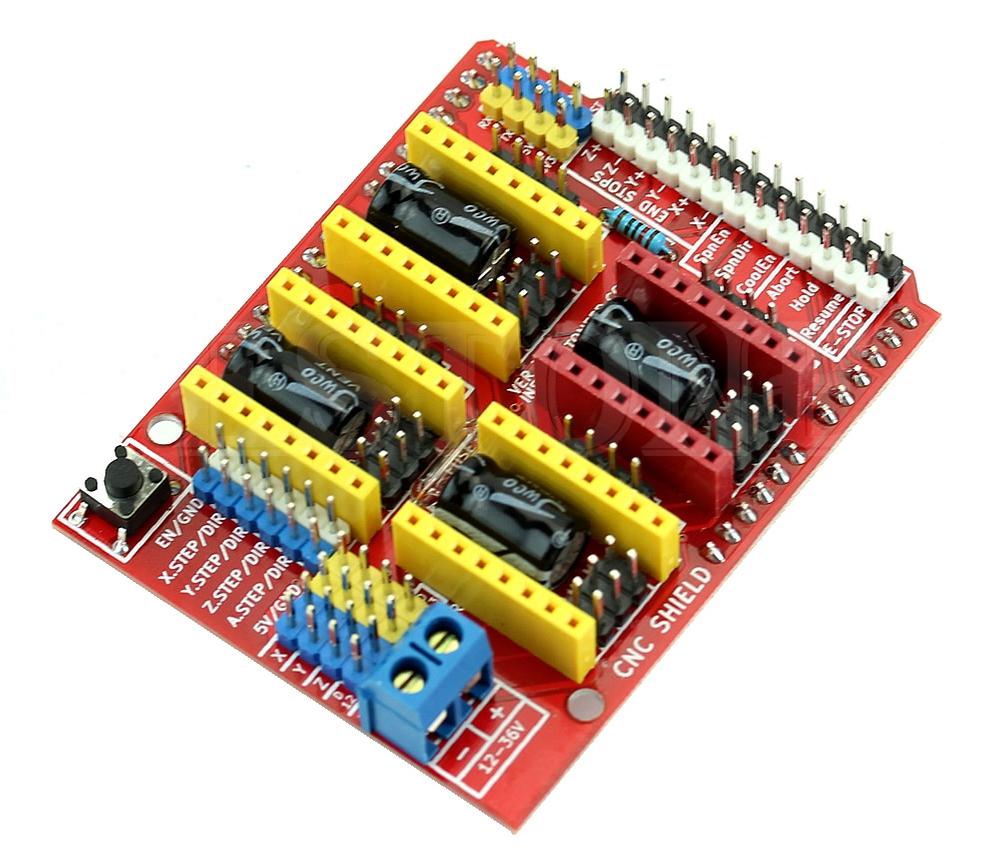 Z+
Z-
Y+
Y-
X+
X-
END STOPS
SpnEn
SpnDir
CoolEn
Abort
Hold
Resume
E-STOP
EN/GND
X.STEP/DIR
Y.STEP/DIR
Z.STEP/DIR
A.STEP/DIR
5V/GND
X
Y
Z
D
12
CNC SHIELD
- +
12-36V